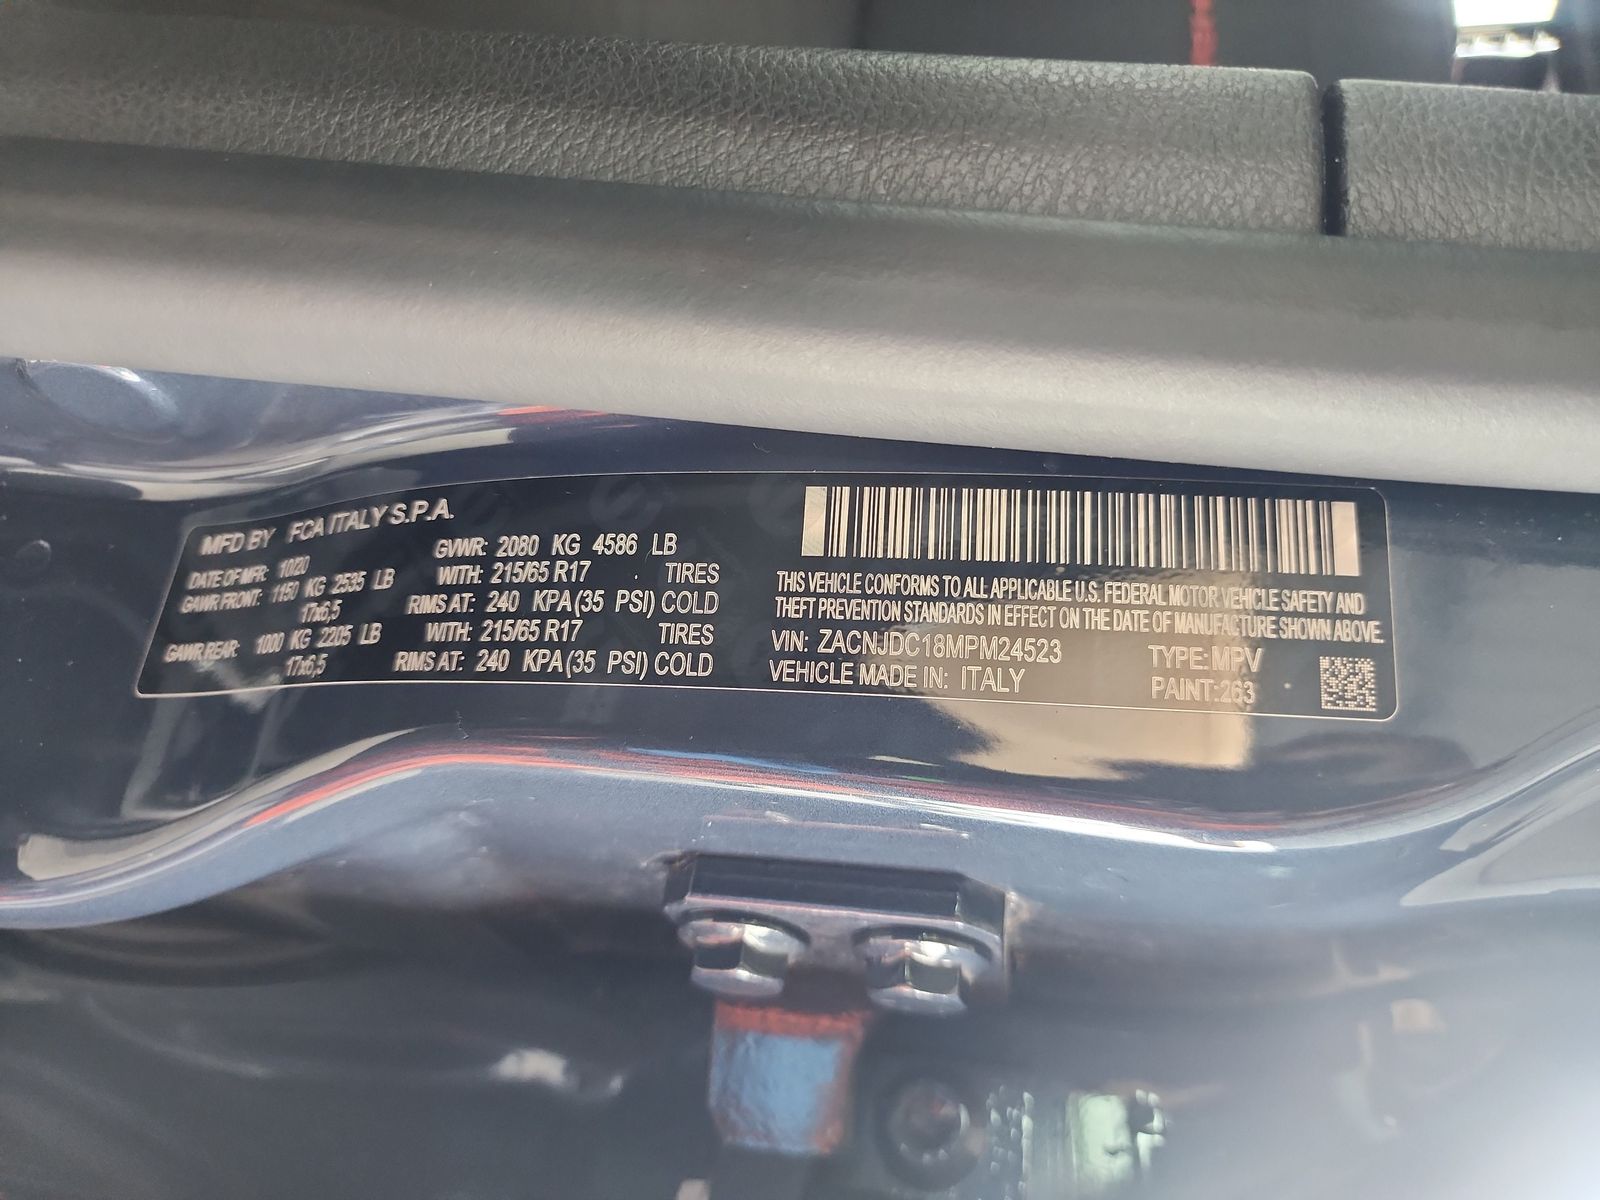 MFD BY FCA ITALY S.P.A.
DATE OF MFR: 10/20 GVWR: 2080 KG 4586 LB
GAWR FRONT: 1150 KG 2535 LB WITH: 215/65 R17 TIRES
17x6,5 RIMS AT: 240 KPA (35 PSI) COLD
GAWR REAR: 1000 KG 2205 LB WITH: 215/65 R17 TIRES
17x6,5 RIMS AT: 240 KPA (35 PSI) COLD
THIS VEHICLE CONFORMS TO ALL APPLICABLE U.S. FEDERAL MOTOR VEHICLE SAFETY AND
THEFT PREVENTION STANDARDS IN EFFECT ON THE DATE OF MANUFACTURE SHOWN ABOVE.
VIN: ZACNJDC18MPM24523 TYPE: MPV
VEHICLE MADE IN: ITALY PAINT: 263